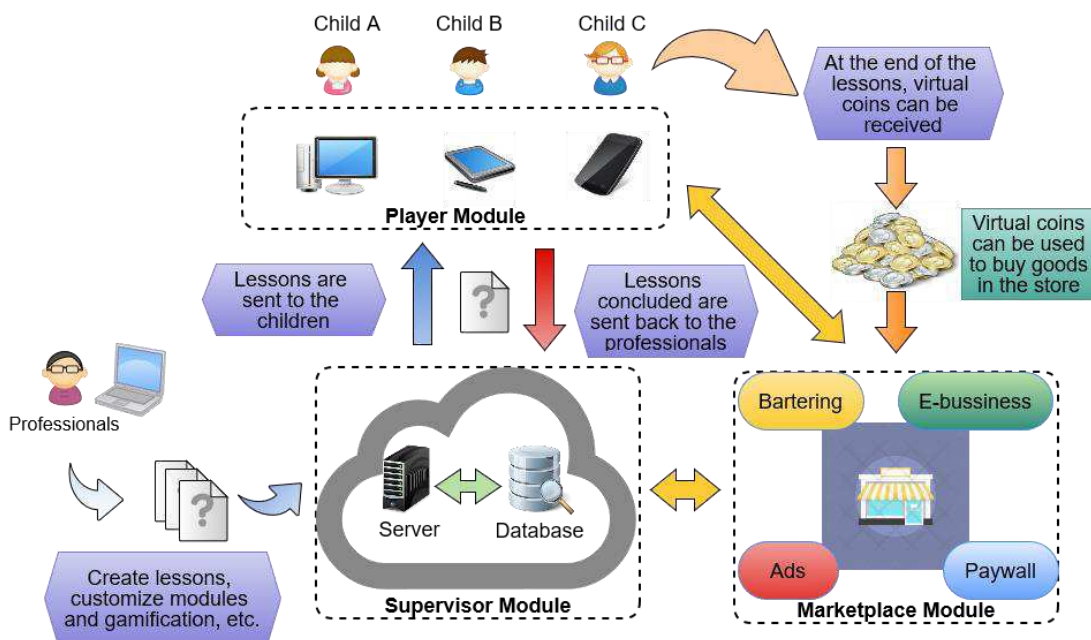 Child A
Child B
Child C
At the end of the
lessons, virtual
coins can be
received
Player Module
Virtual coins
can be used
to buy goods
in the store
Lessons are
sent to the
children
?
Lessons
concluded are
sent back to the
professionals
Professionals
?
Create lessons,
customize modules
and gamification, etc.
Server
Database
Supervisor Module
Bartering
E-bussiness
Ads
Paywall
Marketplace Module